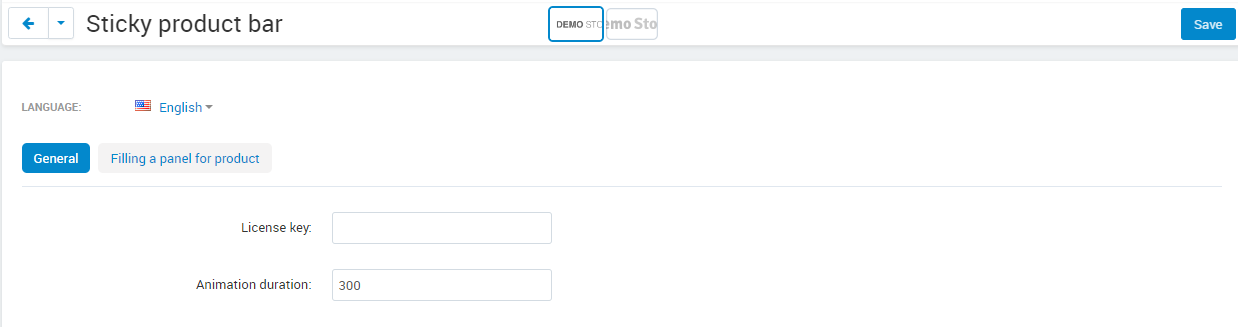 Sticky product bar
DEMO STO
emo Sto
Save
LANGUAGE:
English
General
Filling a panel for product
License key:
Animation duration:
300